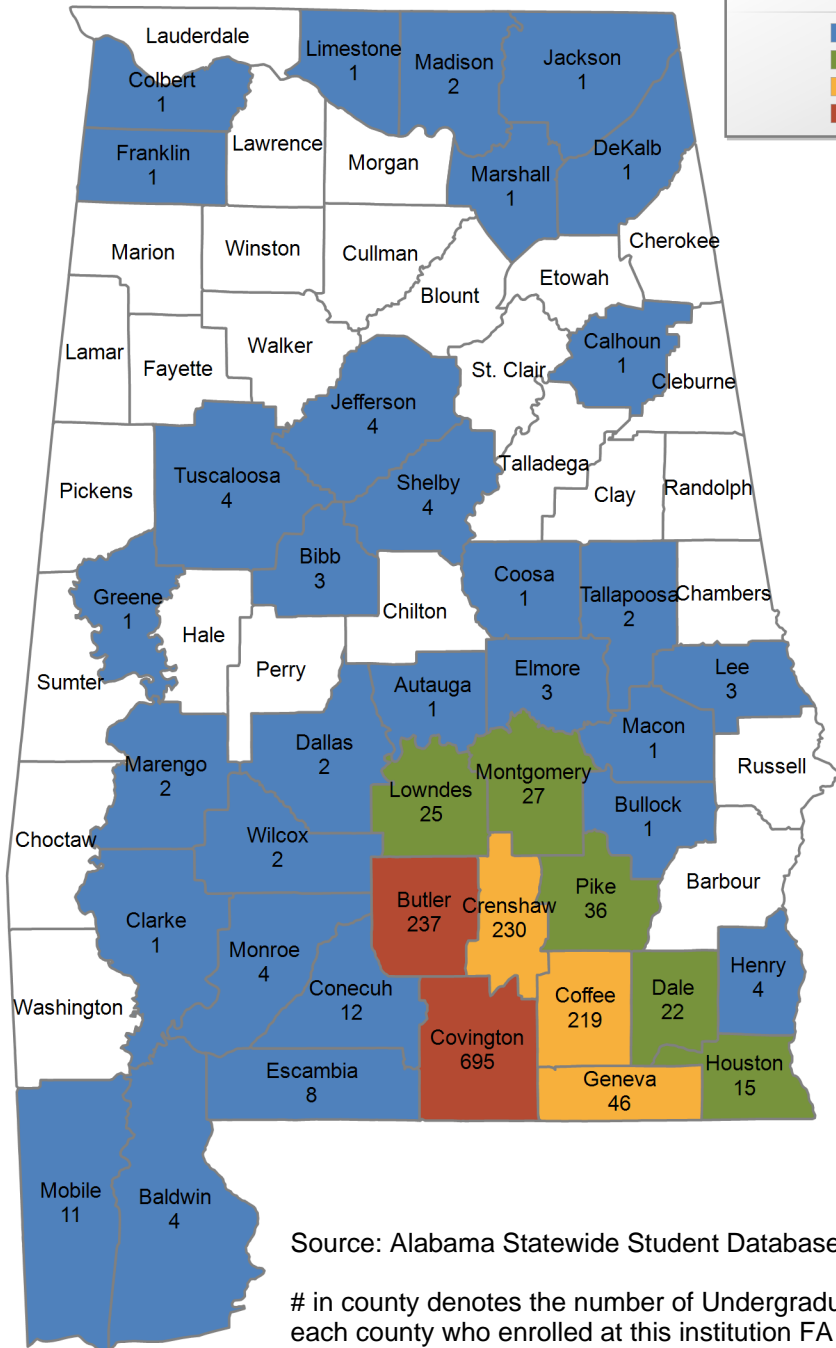 Lauderdale
Limestone
1
Madison
2
Jackson
1
Colbert
1
Franklin
1
Lawrence
Morgan
Marshall
1
DeKalb
1
Marion
Winston
Cullman
Cherokee
Blount
Etowah
Lamar
Fayette
Walker
St. Clair
Calhoun
1
Cleburne
Jefferson
4
Tuscaloosa
4
Shelby
4
Talladega
Pickens
Clay
Randolph
Bibb
3
Coosa
1
Tallapoosa
2
Chambers
Greene
1
Hale
Chilton
Sumter
Perry
Autauga
1
Elmore
3
Lee
3
Marengo
2
Dallas
2
Lowndes
25
Montgomery
27
Macon
1
Russell
Bullock
1
Choctaw
Wilcox
2
Butler
237
Crenshaw
230
Pike
36
Barbour
Clarke
1
Monroe
4
Conecuh
12
Covington
695
Coffee
219
Dale
22
Henry
4
Washington
Escambia
8
Geneva
46
Houston
15
Mobile
11
Baldwin
4
Source: Alabama Statewide Student Database
# in county denotes the number of Undergradu
each county who enrolled at this institution FA